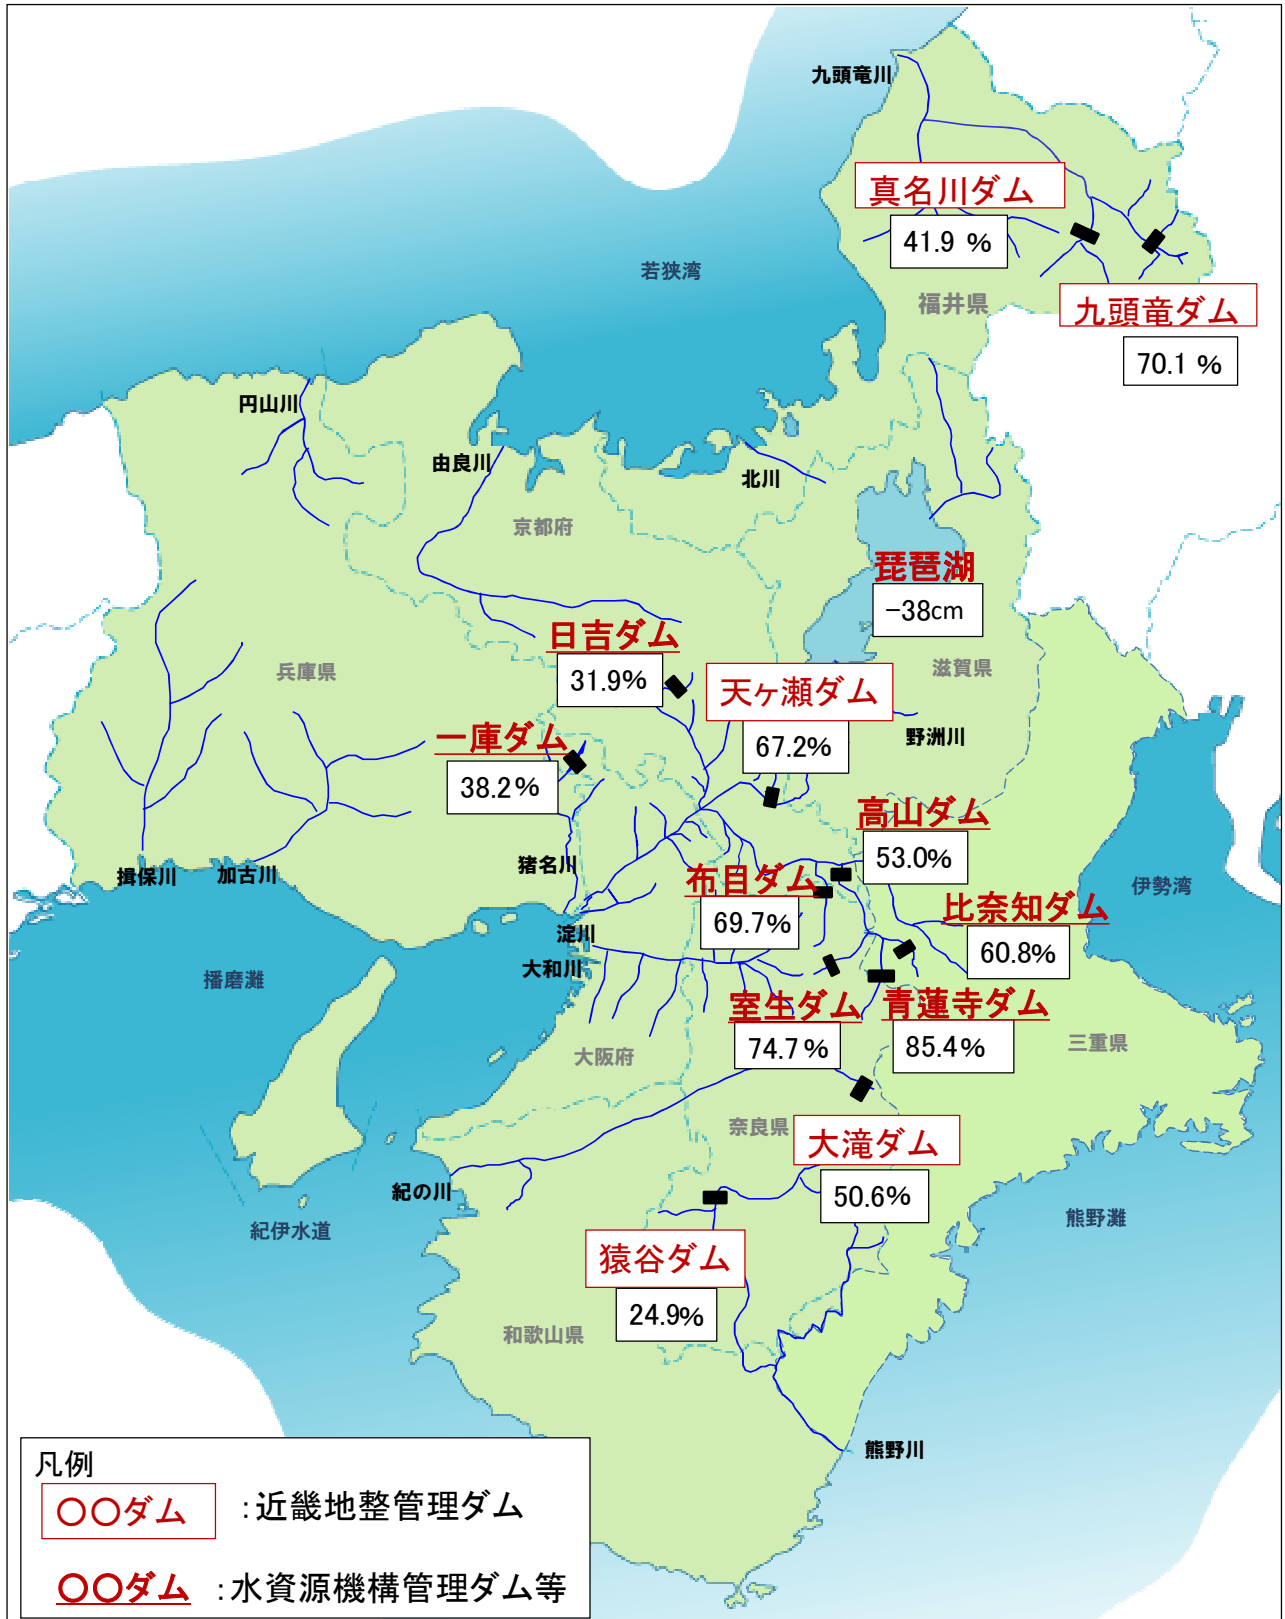 九頭竜川
真名川ダム
41.9 %
若狭湾
福井県
九頭竜ダム
70.1 %
円山川
由良川
北川
京都府
琵琶湖
-38cm
日吉ダム
31.9%
兵庫県
滋賀県
天ヶ瀬ダム
67.2%
野洲川
一庫ダム
38.2%
高山ダム
53.0%
揖保川
加古川
猪名川
布目ダム
69.7%
伊勢湾
比奈知ダム
60.8%
淀川
大和川
播磨灘
室生ダム
74.7%
青蓮寺ダム
85.4%
大阪府
三重県
奈良県
大滝ダム
50.6%
紀の川
紀伊水道
熊野灘
猿谷ダム
24.9%
和歌山県
熊野川
凡例
〇〇ダム :近畿地整管理ダム
〇〇ダム :水資源機構管理ダム等